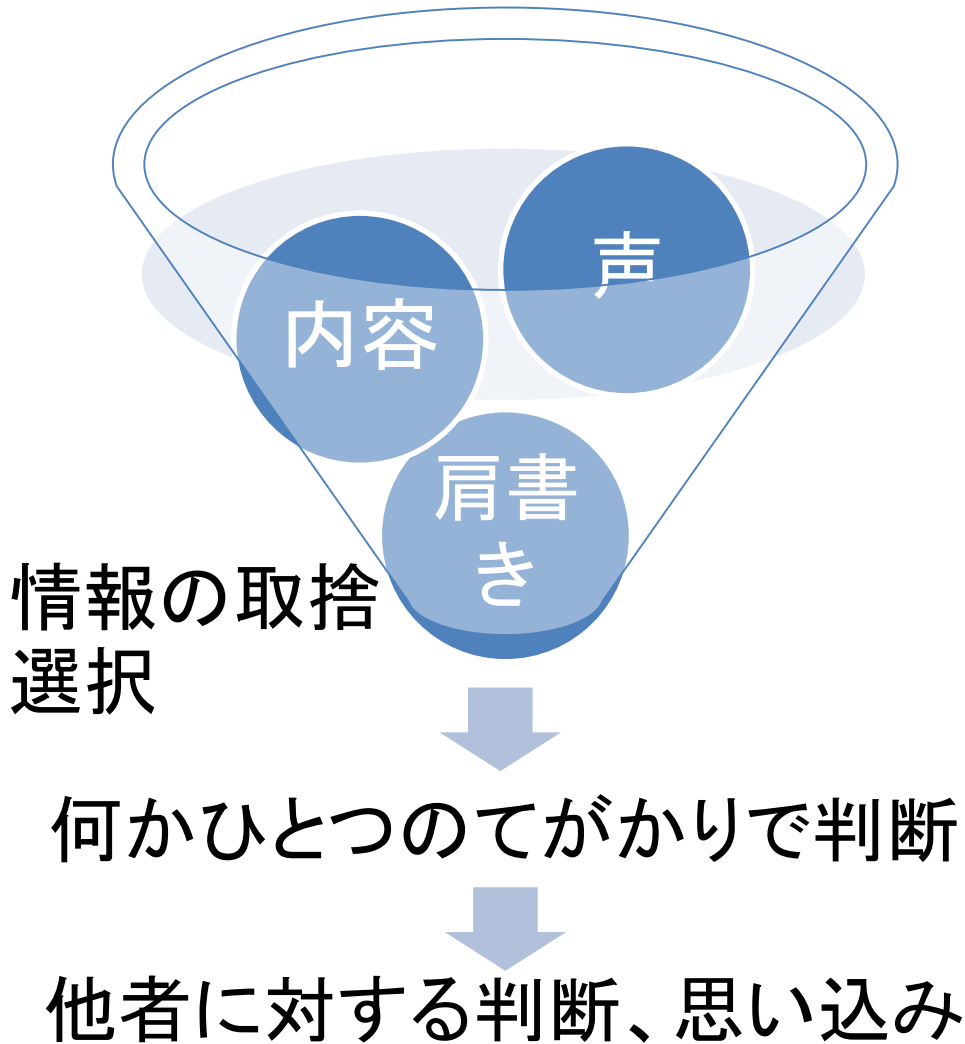 声
内容
肩書
き
情報の取捨
選択
何かひとつのてがかりで判断
他者に対する判断、思い込み